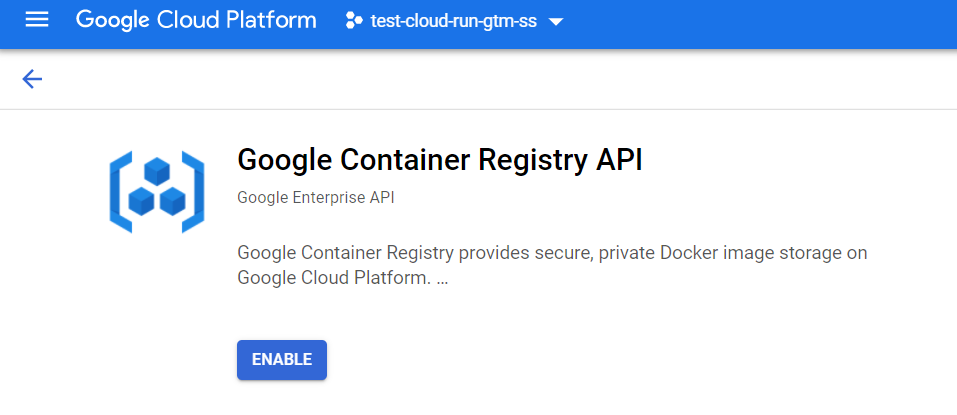 Google Cloud Platform test-cloud-run-gtm-ss
Google Container Registry API
Google Enterprise API
Google Container Registry provides secure, private Docker image storage on
Google Cloud Platform. ...
ENABLE